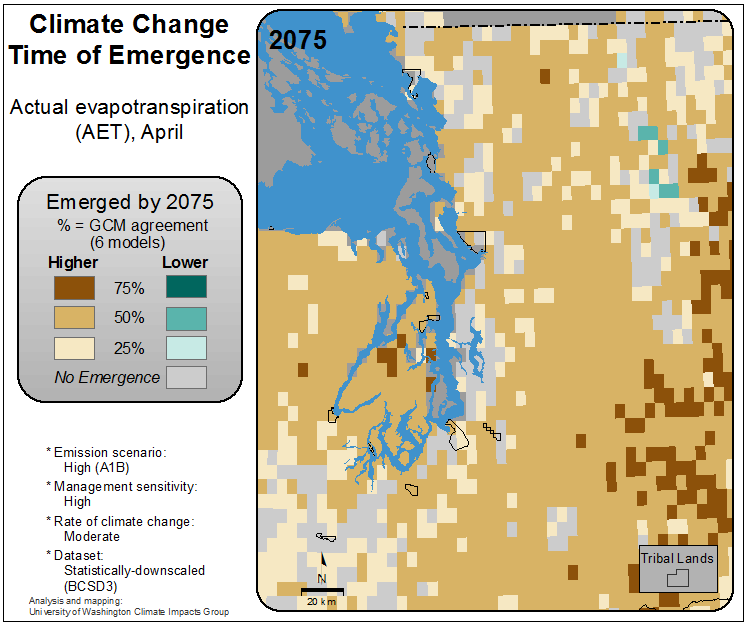 Climate Change
Time of Emergence
Actual evapotranspiration
(AET), April
Emerged by 2075
% = GCM agreement
(6 models)
Higher Lower
75%
50%
25%
No Emergence
* Emission scenario:
High (A1B)
* Management sensitivity:
High
* Rate of climate change:
Moderate
* Dataset:
Statistically-downscaled
(BCSD3)
Analysis and mapping:
University of Washington Climate Impacts Group
2075
N
20 km
Tribal Lands